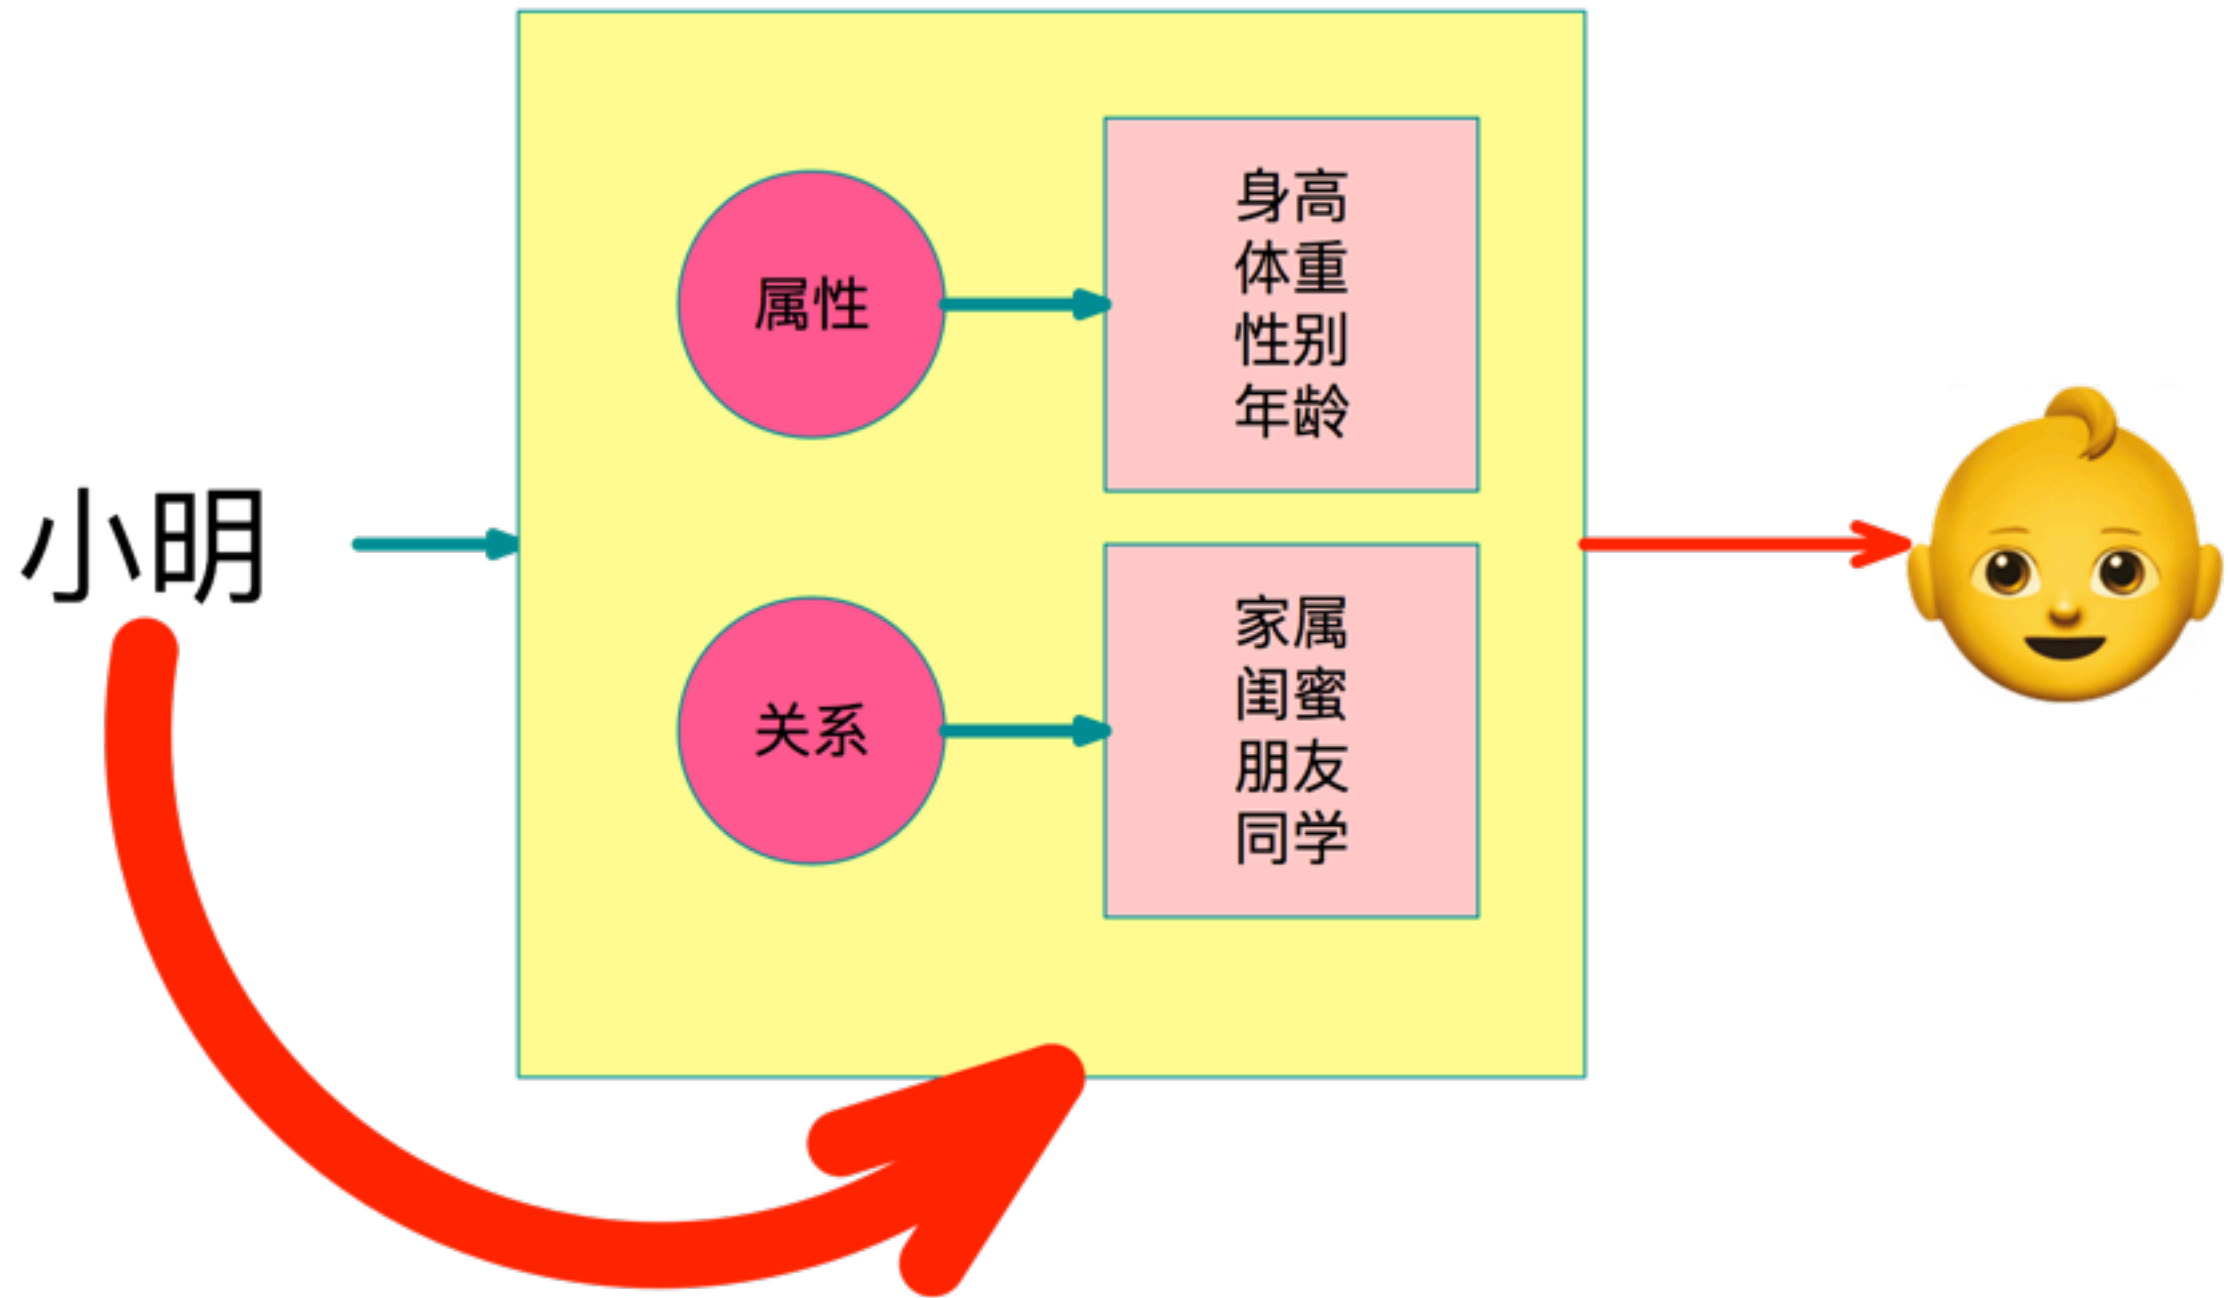 小明
属性
身高
体重
性别
年龄
关系
家属
闺蜜
朋友
同学